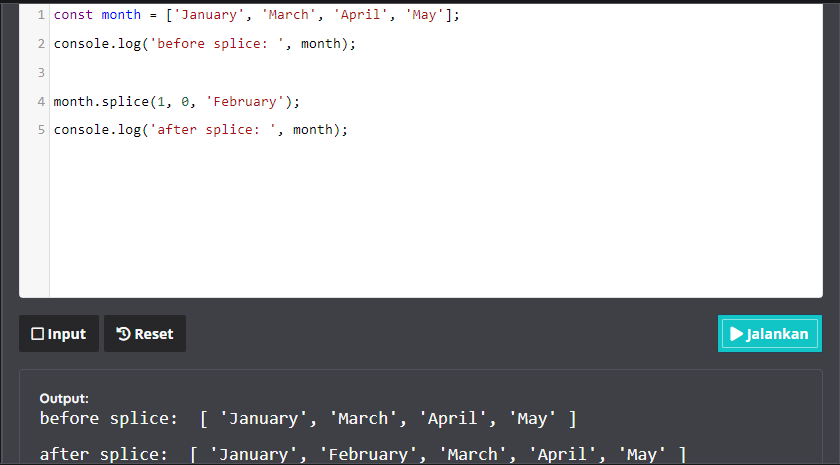 1 const month = ['January', 'March', 'April', 'May'];
2 console.log('before splice: ', month);
3
4 month.splice(1, 0, 'February');
5 console.log('after splice: ', month);
Input Reset Jalankan
Output:
before splice:  [ 'January', 'March', 'April', 'May' ]
after splice:  [ 'January', 'February', 'March', 'April', 'May' ]